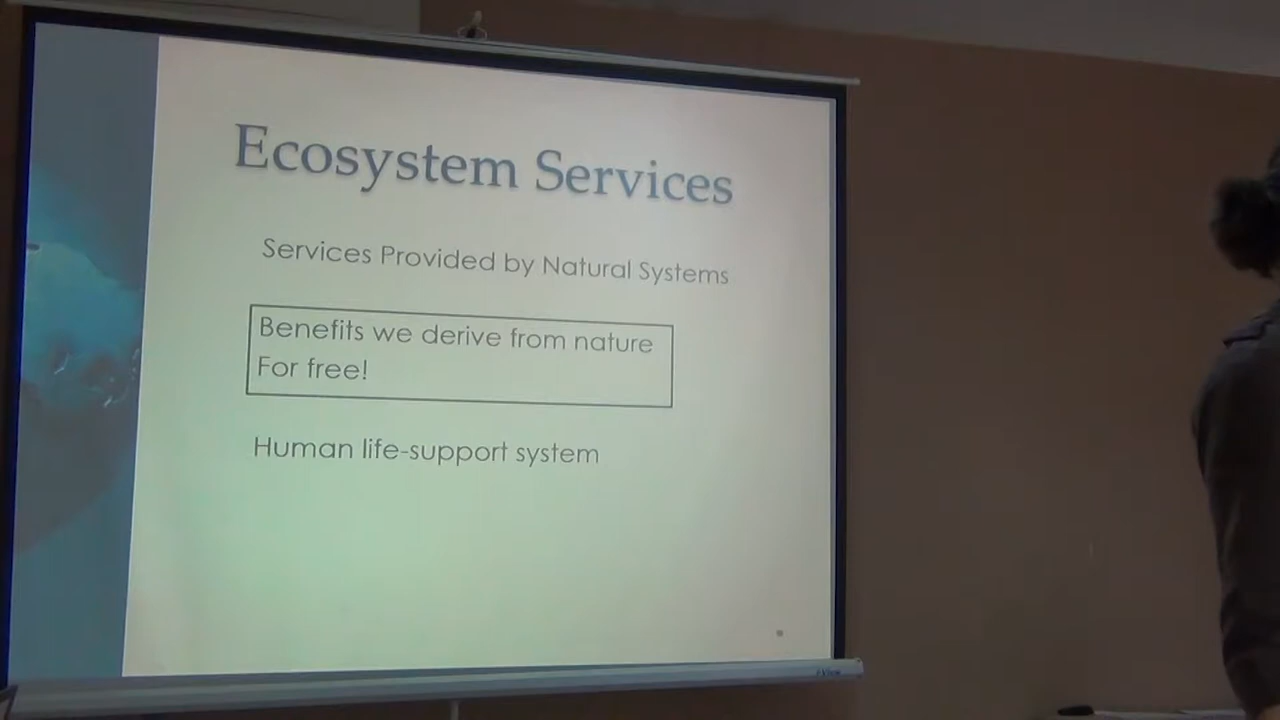 Ecosystem Services
Services Provided by Natural Systems
Benefits we derive from nature
For free!
Human life-support system